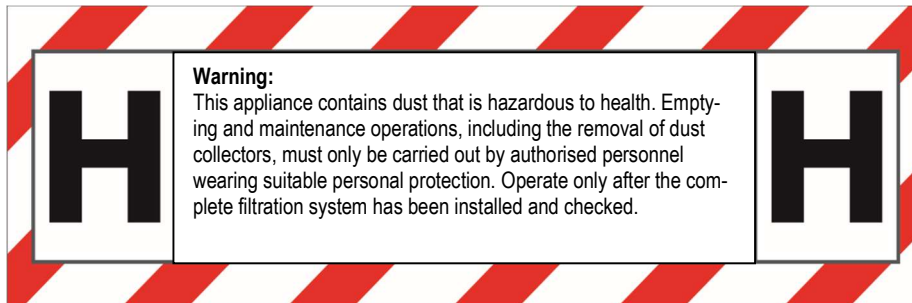 H
Warning:
This appliance contains dust that is hazardous to health. Empty-
ing and maintenance operations, including the removal of dust
collectors, must only be carried out by authorised personnel
wearing suitable personal protection. Operate only after the com-
plete filtration system has been installed and checked.
H